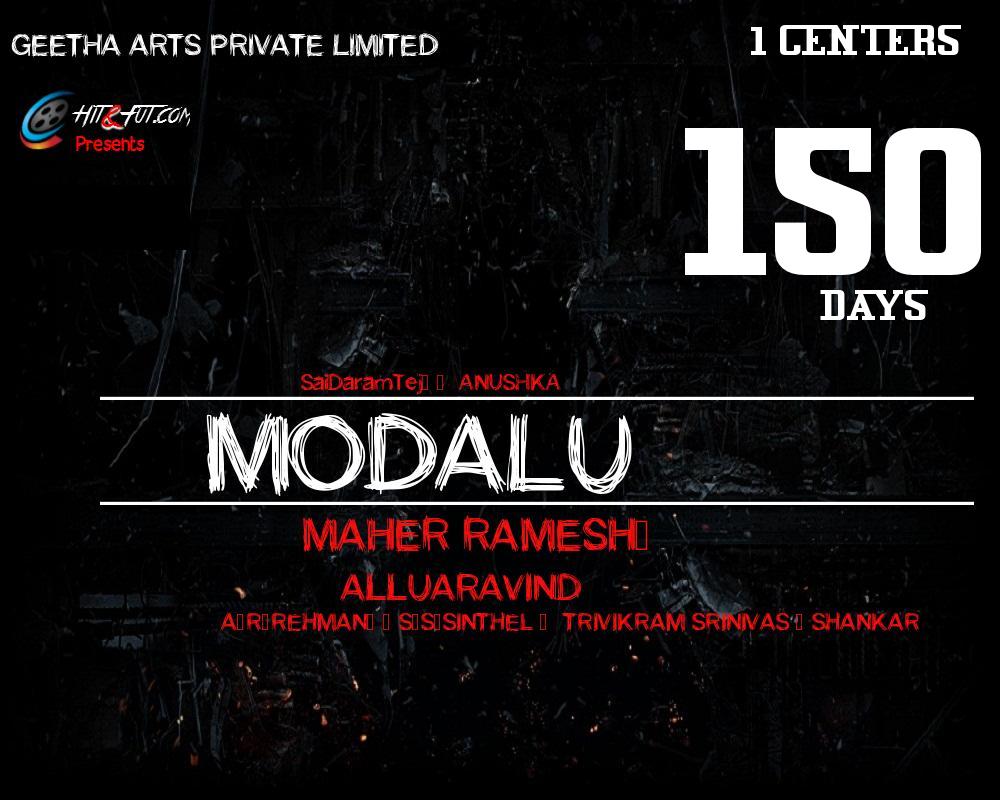 GEETHA ARTS PRIVATE LIMITED
1 CENTERS
HIT&FUT.COM
Presents
150
DAYS
SaiDaramTej▯ ▯ ANUSHKA
MODALU
MAHER RAMESH▯
ALLUARAVIND
A▯R▯REHMAN▯ ▯ S▯S▯SINTHEL ▯ TRIVIKRAM SRINIVAS▯▯ SHANKAR